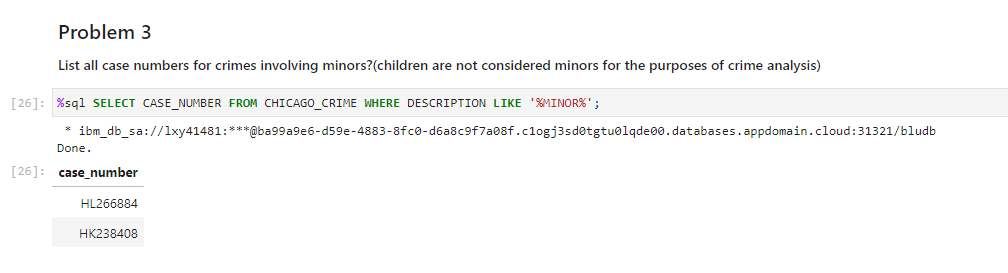 Problem 3
List all case numbers for crimes involving minors?(children are not considered minors for the purposes of crime analysis)
[26]: %sql SELECT CASE_NUMBER FROM CHICAGO_CRIME WHERE DESCRIPTION LIKE '%MINOR%';
* ibm_db_sa://lxy41481:***@ba99a9e6-d59e-4883-8fc0-d6a8c9f7a08f.c1ogj3sd0tgtu0lqde00.databases.appdomain.cloud:31321/bludb
Done.
[26]: case_number
HL266884
HK238408